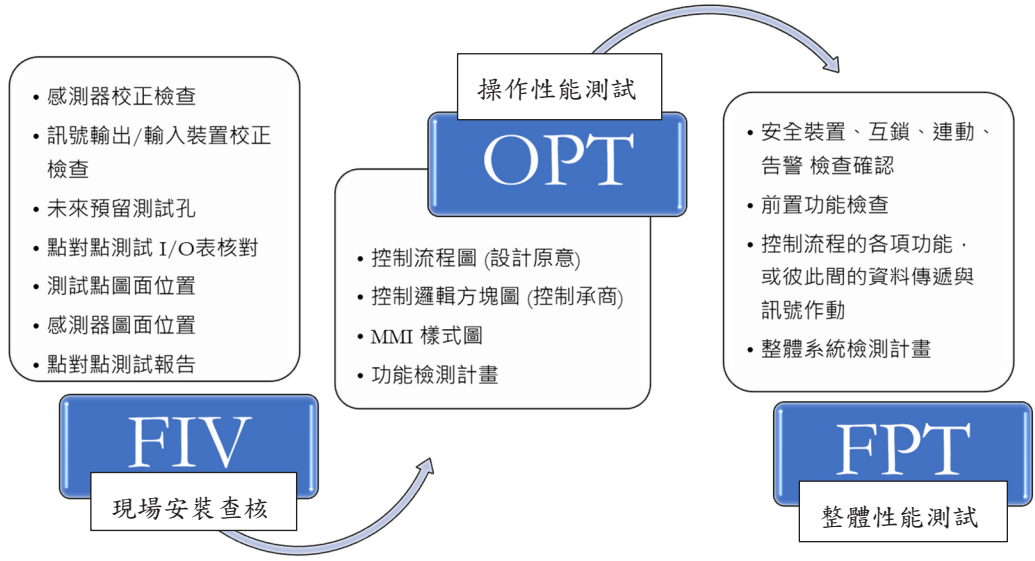 • 感測器校正檢查
• 訊號輸出/輸入裝置校正
檢查
• 未來預留測試孔
• 點對點測試 I/O表核對
• 測試點圖面位置
• 感測器圖面位置
• 點對點測試報告
FIV
現場安裝查核
操作性能測試
OPT
• 控制流程圖 (設計原意)
• 控制邏輯方塊圖 (控制承商)
• MMI 樣式圖
• 功能檢測計畫
• 安全裝置、互鎖、連動、
告警 檢查確認
• 前置功能檢查
• 控制流程的各項功能，
或彼此間的資料傳遞與
訊號作動
• 整體系統檢測計畫
FPT
整體性能測試